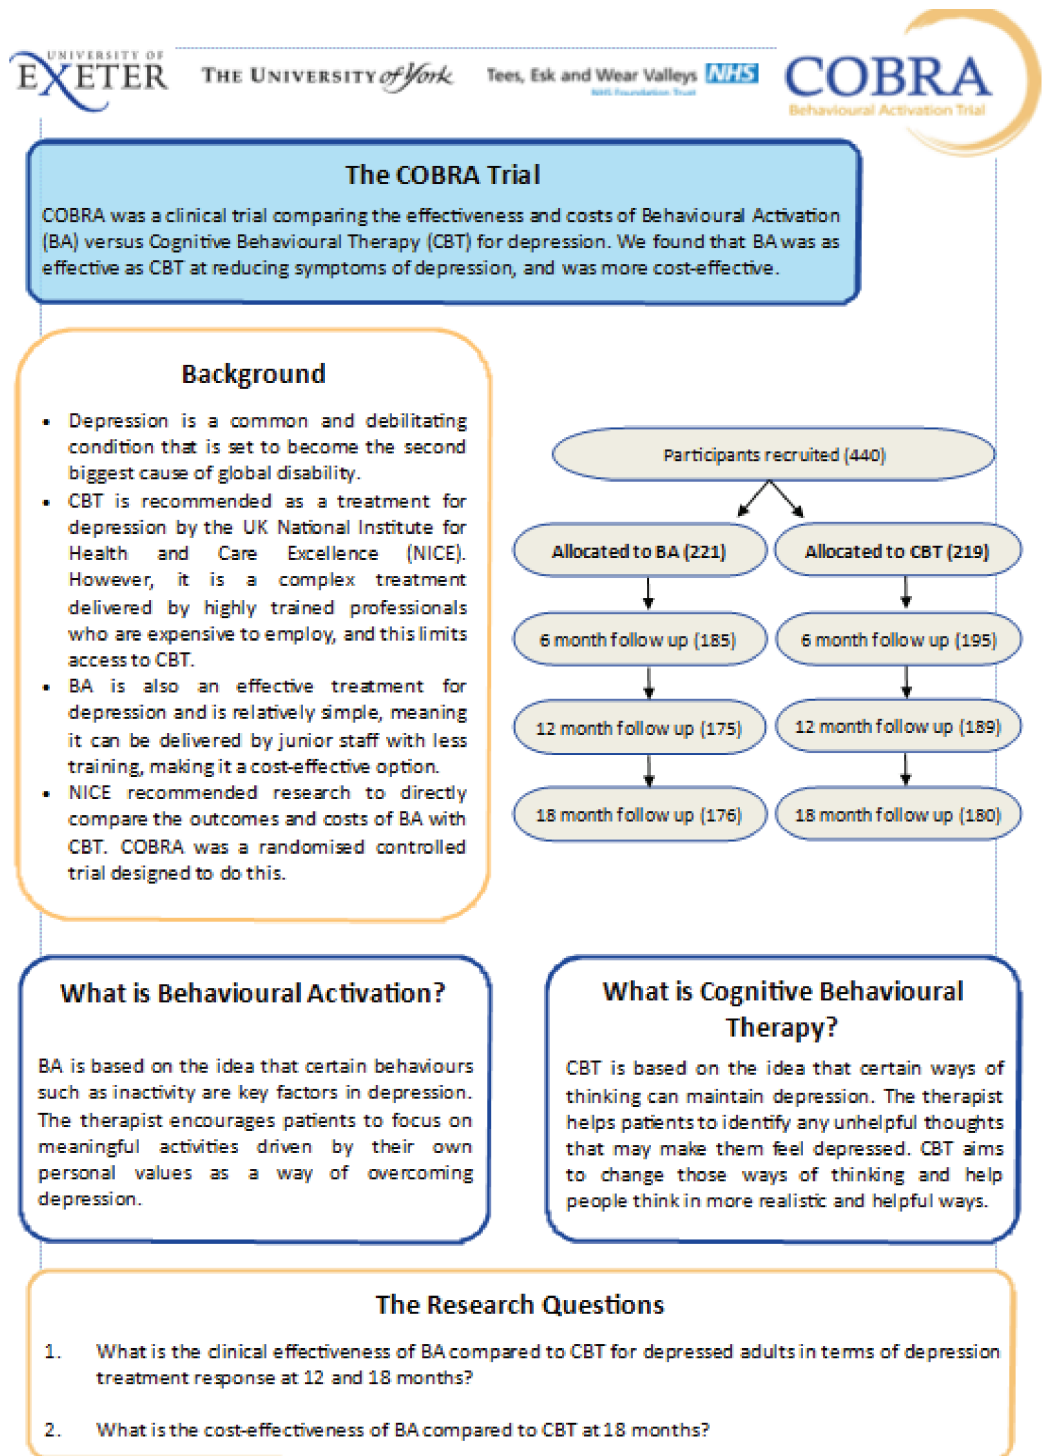 UNIVERSITY OF
EXETER
THE UNIVERSITY of York
Tees, Esk and Wear Valleys NHS
NHS Foundation Trust
COBRA
Behavioural Activation Trial
The COBRA Trial
COBRA was a clinical trial comparing the effectiveness and costs of Behavioural Activation
(BA) versus Cognitive Behavioural Therapy (CBT) for depression. We found that BA was as
effective as CBT at reducing symptoms of depression, and was more cost-effective.
Background
• Depression is a common and debilitating
condition that is set to become the second
biggest cause of global disability.
• CBT is recommended as a treatment for
depression by the UK National Institute for
Health and Care Excellence (NICE).
However, it is a complex treatment
delivered by highly trained professionals
who are expensive to employ, and this limits
access to CBT.
• BA is also an effective treatment for
depression and is relatively simple, meaning
it can be delivered by junior staff with less
training, making it a cost-effective option.
• NICE recommended research to directly
compare the outcomes and costs of BA with
CBT. COBRA was a randomised controlled
trial designed to do this.
Participants recruited (440)
Allocated to BA (221)
Allocated to CBT (219)
6 month follow up (185)
6 month follow up (195)
12 month follow up (175)
12 month follow up (189)
18 month follow up (176)
18 month follow up (180)
What is Behavioural Activation?
BA is based on the idea that certain behaviours
such as inactivity are key factors in depression.
The therapist encourages patients to focus on
meaningful activities driven by their own
personal values as a way of overcoming
depression.
What is Cognitive Behavioural
Therapy?
CBT is based on the idea that certain ways of
thinking can maintain depression. The therapist
helps patients to identify any unhelpful thoughts
that may make them feel depressed. CBT aims
to change those ways of thinking and help
people think in more realistic and helpful ways.
The Research Questions
1. What is the clinical effectiveness of BA compared to CBT for depressed adults in terms of depression
treatment response at 12 and 18 months?
2. What is the cost-effectiveness of BA compared to CBT at 18 months?